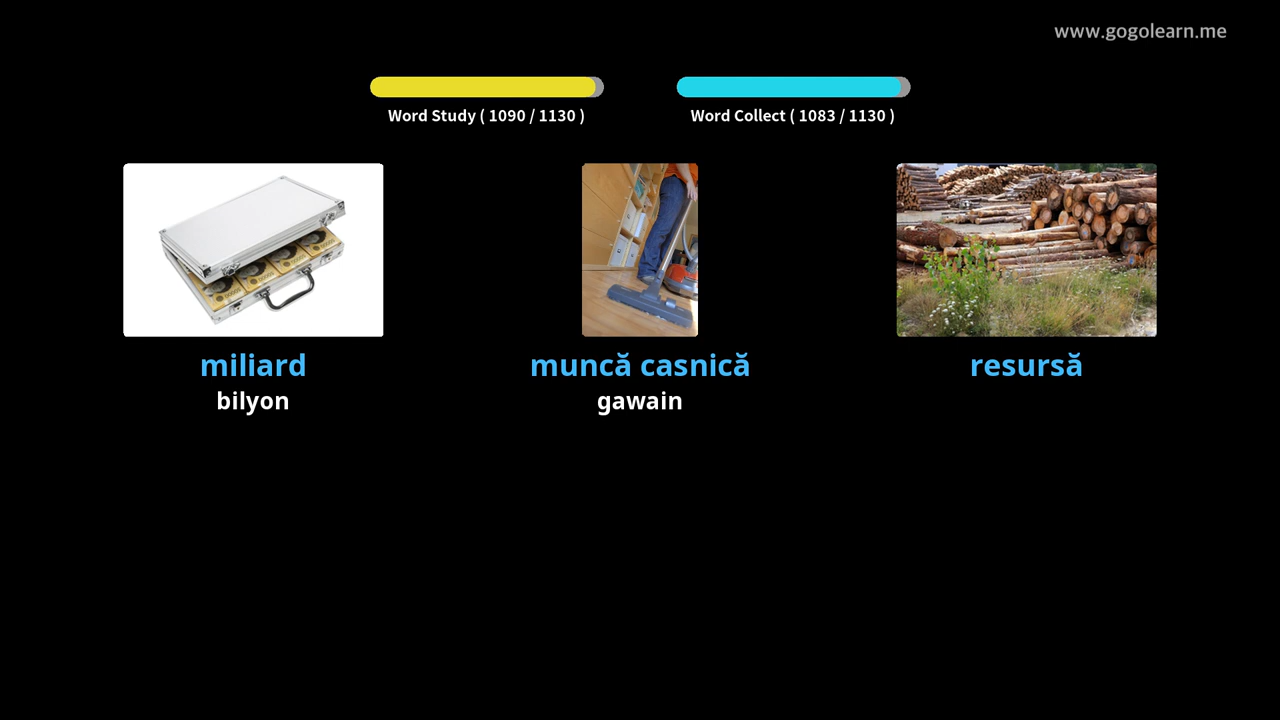 www.gogolearn.me
Word Study ( 1090 / 1130 )
Word Collect ( 1083 / 1130 )
miliard
bilyon
muncă casnică
gawain
resursă